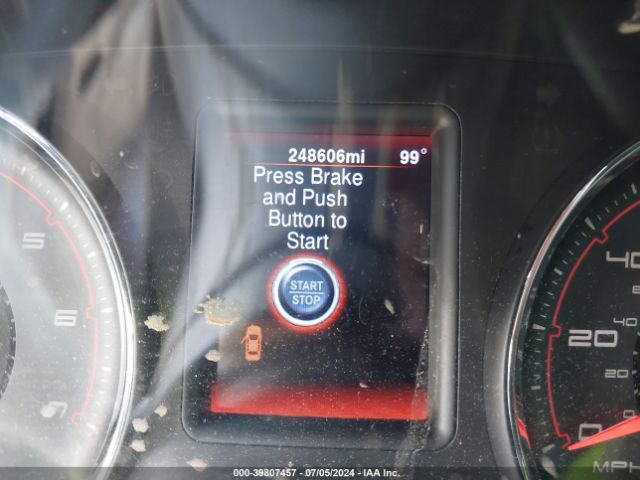 248606mi 99°
Press Brake
and Push
Button to
Start
START
STOP
5
6
7
40
40
20
20
0
0
MPH
000-39807457 - 07/05/2024 - IAA Inc.